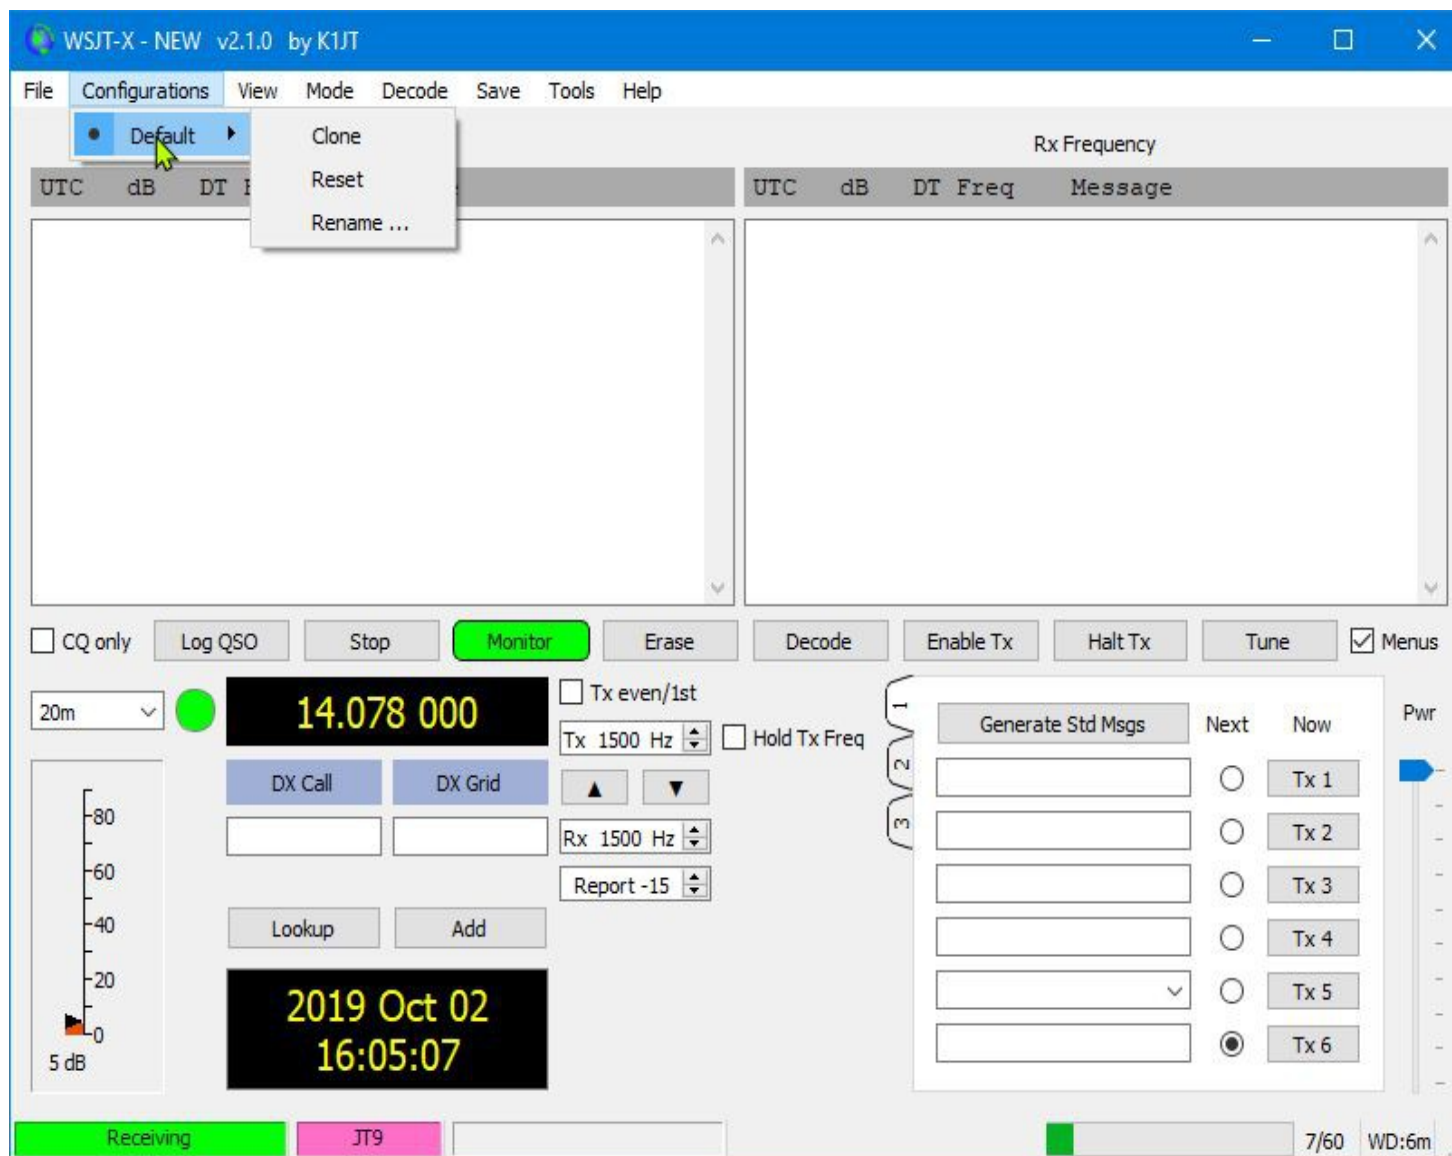 WSJT-X - NEW v2.1.0 by K1JT
File Configurations View Mode Decode Save Tools Help
Default Clone
Reset
Rename ...
Rx Frequency
UTC dB DT
UTC dB DT Freq Message
CQ only Log QSO Stop Monitor Erase Decode Enable Tx Halt Tx Tune Menus
20m
14.078 000
Tx even/1st
Tx 1500 Hz
Hold Tx Freq
DX Call DX Grid
Rx 1500 Hz
Report -15
Lookup Add
-80
-60
-40
-20
-0
5 dB
2019 Oct 02
16:05:07
1
2
3
Generate Std Msgs Next Now
Tx 1
Tx 2
Tx 3
Tx 4
Tx 5
Tx 6
Pwr
Receiving JT9 7/60 WD:6m